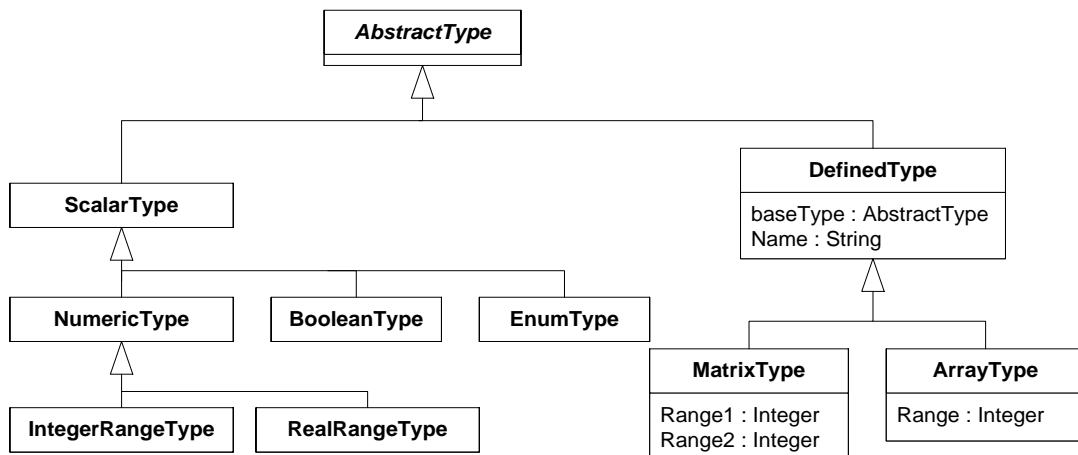 AbstractType
DefinedType
baseType : AbstractType
Name : String
ScalarType
NumericType
BooleanType
EnumType
MatrixType
Range1 : Integer
Range2 : Integer
ArrayType
Range : Integer
IntegerRangeType
RealRangeType